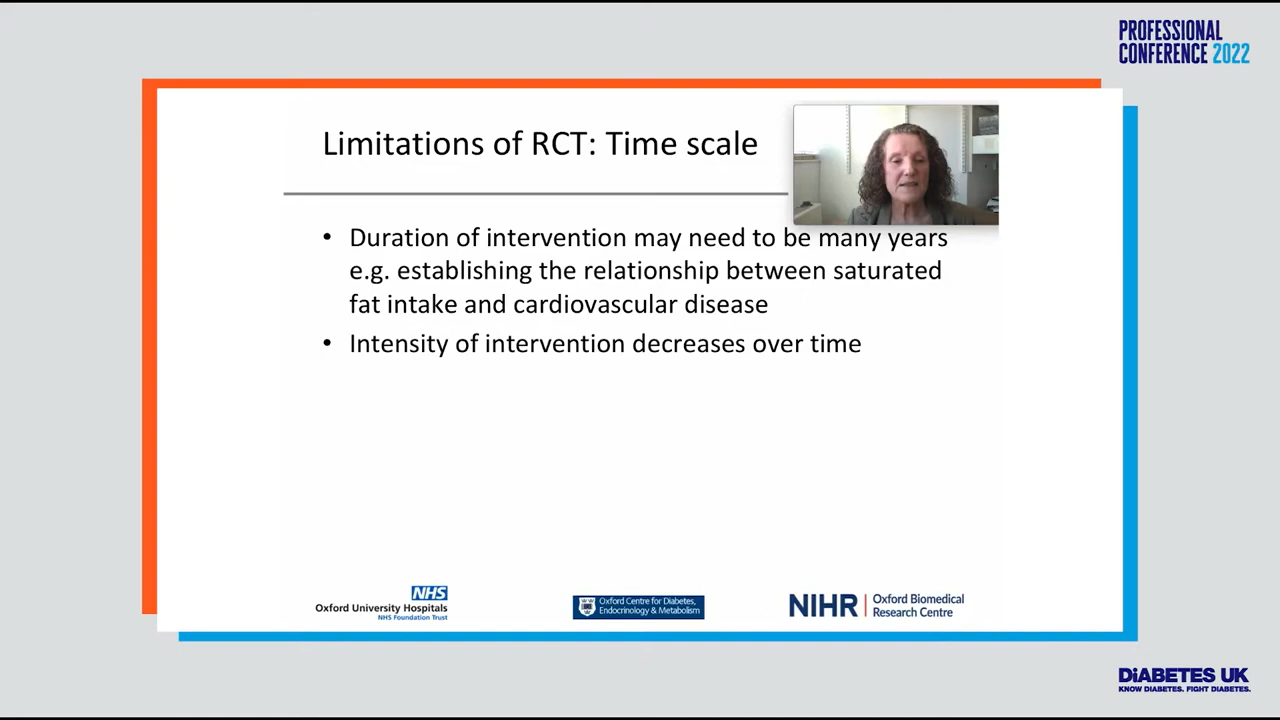 PROFESSIONAL
CONFERENCE 2022
Limitations of RCT: Time scale
• Duration of intervention may need to be many years
e.g. establishing the relationship between saturated
fat intake and cardiovascular disease
• Intensity of intervention decreases over time
NHS
Oxford University Hospitals
NHS Foundation Trust
Oxford Centre for Diabetes,
Endocrinology & Metabolism
NIHR | Oxford Biomedical
Research Centre
DiABETES UK
KNOW DIABETES. FIGHT DIABETES.